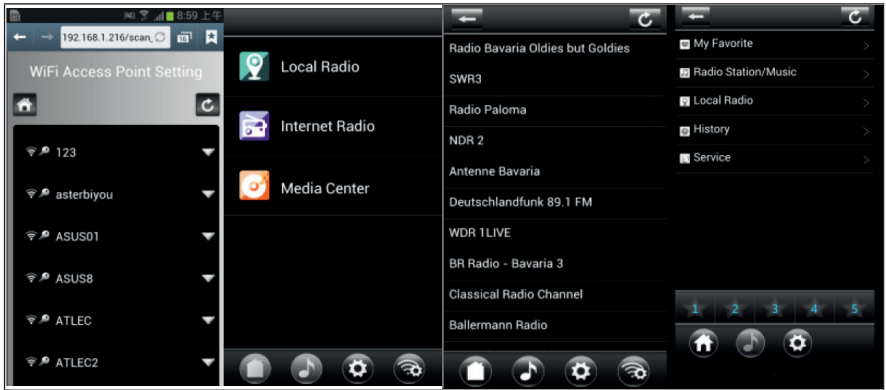 8:59 上午
192.168.1.216/scan_
16
WiFi Access Point Setting
123
asterbiyou
ASUS01
ASUS8
ATLEC
ATLEC2
Local Radio
Internet Radio
Media Center
Radio Bavaria Oldies but Goldies
SWR3
Radio Paloma
NDR 2
Antenne Bavaria
Deutschlandfunk 89.1 FM
WDR 1LIVE
BR Radio - Bavaria 3
Classical Radio Channel
Ballermann Radio
My Favorite
Radio Station/Music
Local Radio
History
Service
1 2 3 4 5